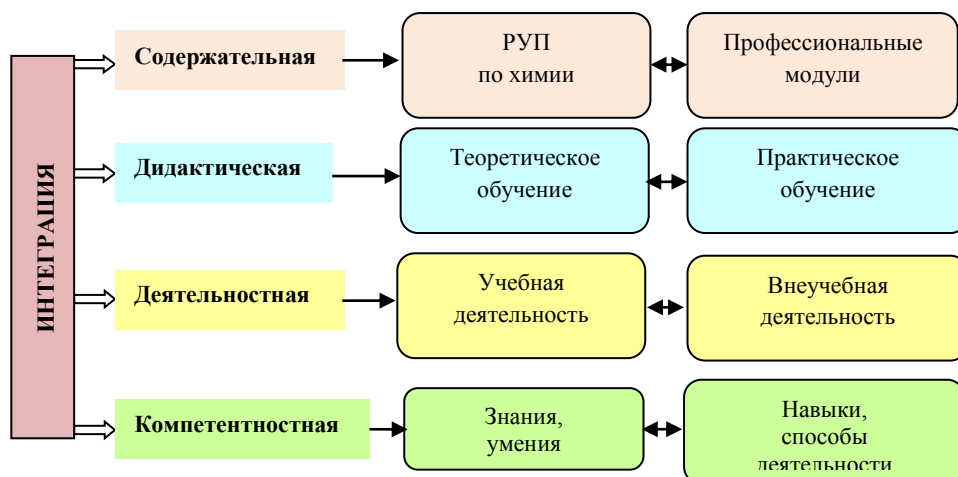 ИНТЕГРАЦИЯ
Содержательная
РУП
по химии
Профессиональные
модули
Дидактическая
Теоретическое
обучение
Практическое
обучение
Деятельностная
Учебная
деятельность
Внеучебная
деятельность
Компетентностная
Знания,
умения
Навыки,
способы
деятельности